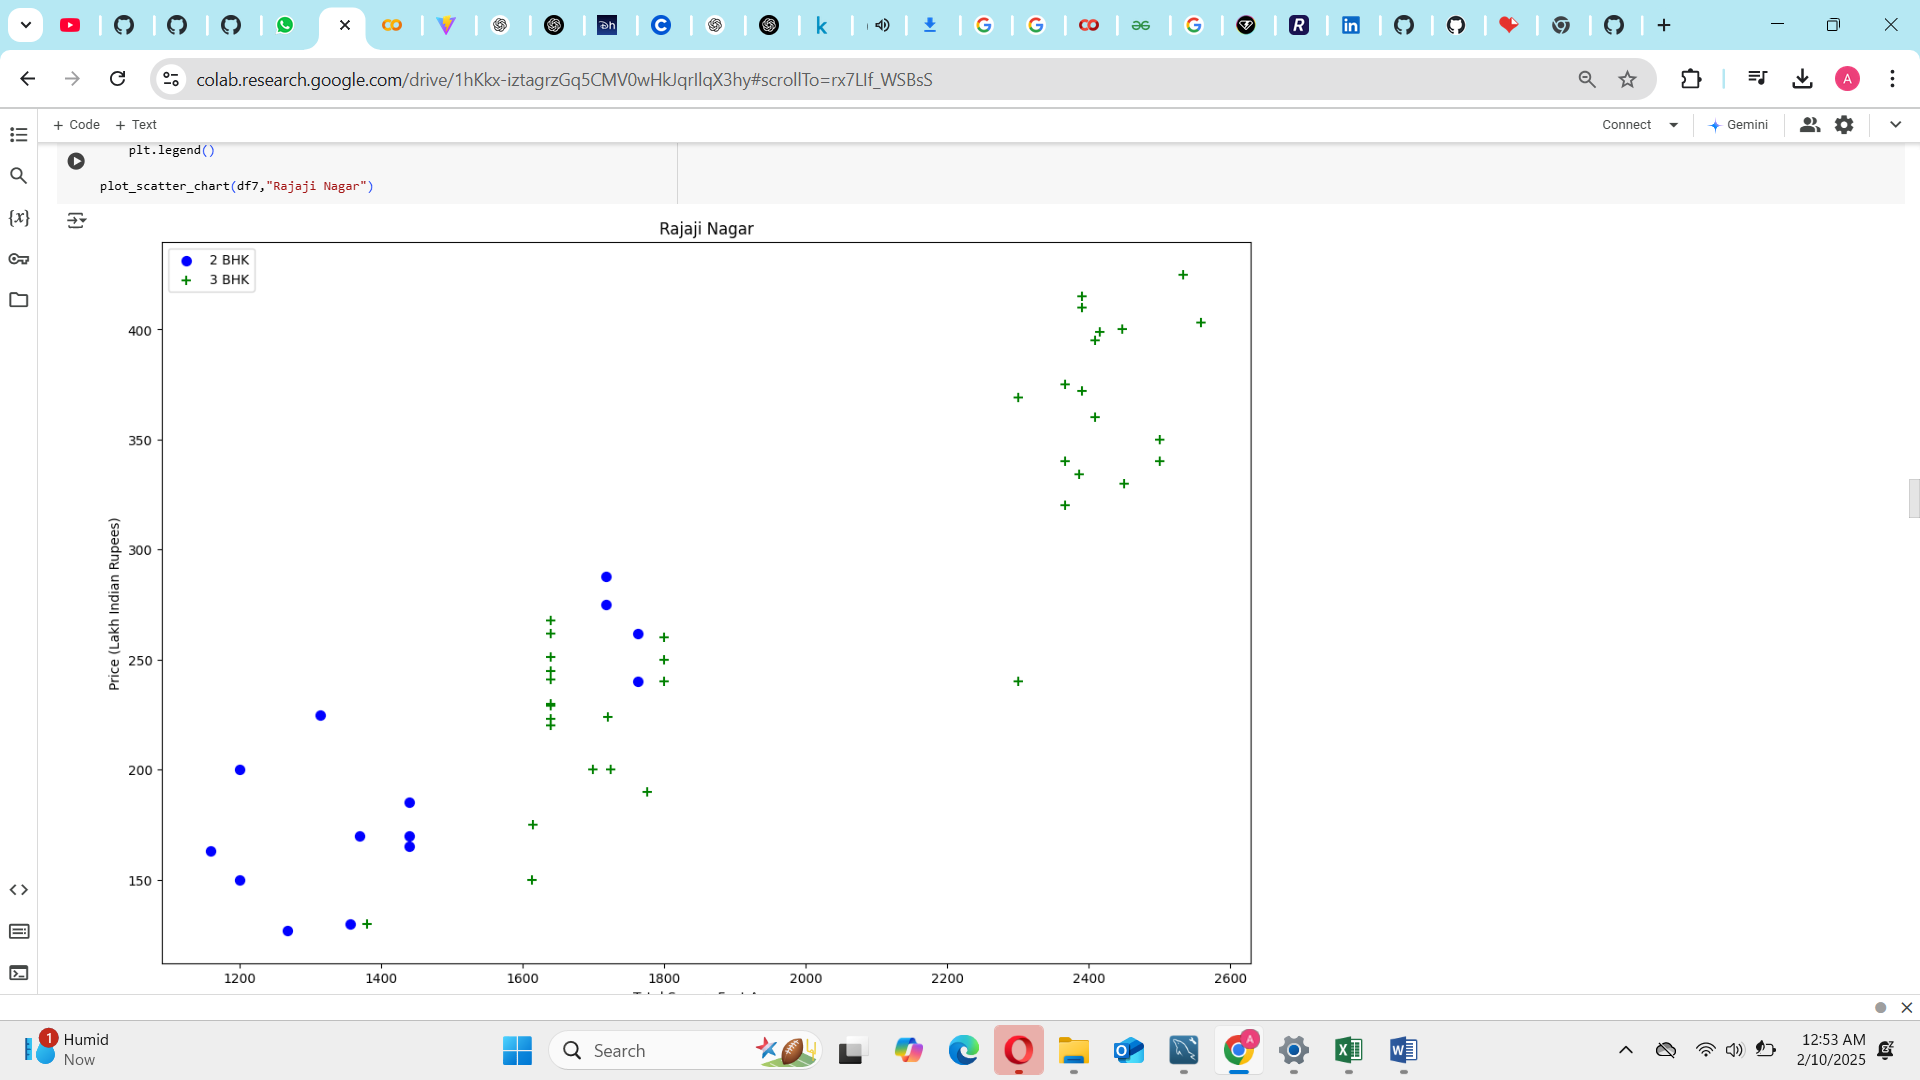 colab.research.google.com/drive/1hKkx-iztagrzGq5CMV0wHkJqrIlqX3hy#scrollTo=rx7LIf_WSBsS
A
+ Code + Text
Connect
Gemini
plt.legend()
plot_scatter_chart(df7,"Rajaji Nagar")
{x}
Rajaji Nagar
2 BHK
3 BHK
400
350
300
250
200
150
Price (Lakh Indian Rupees)
1200 1400 1600 1800 2000 2200 2400 2600
1
Humid
Now
Search
A
12:53 AM
2/10/2025